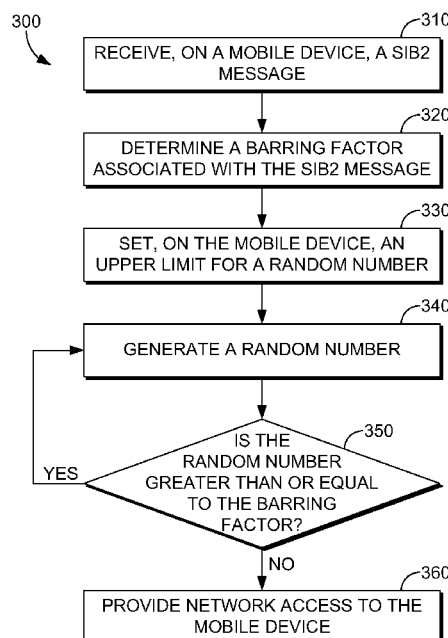 300
310
RECEIVE, ON A MOBILE DEVICE, A SIB2
MESSAGE
320
DETERMINE A BARRING FACTOR
ASSOCIATED WITH THE SIB2 MESSAGE
330
SET, ON THE MOBILE DEVICE, AN
UPPER LIMIT FOR A RANDOM NUMBER
340
GENERATE A RANDOM NUMBER
350
IS THE
RANDOM NUMBER
GREATER THAN OR EQUAL
TO THE BARRING
FACTOR?
YES
NO
360
PROVIDE NETWORK ACCESS TO THE
MOBILE DEVICE